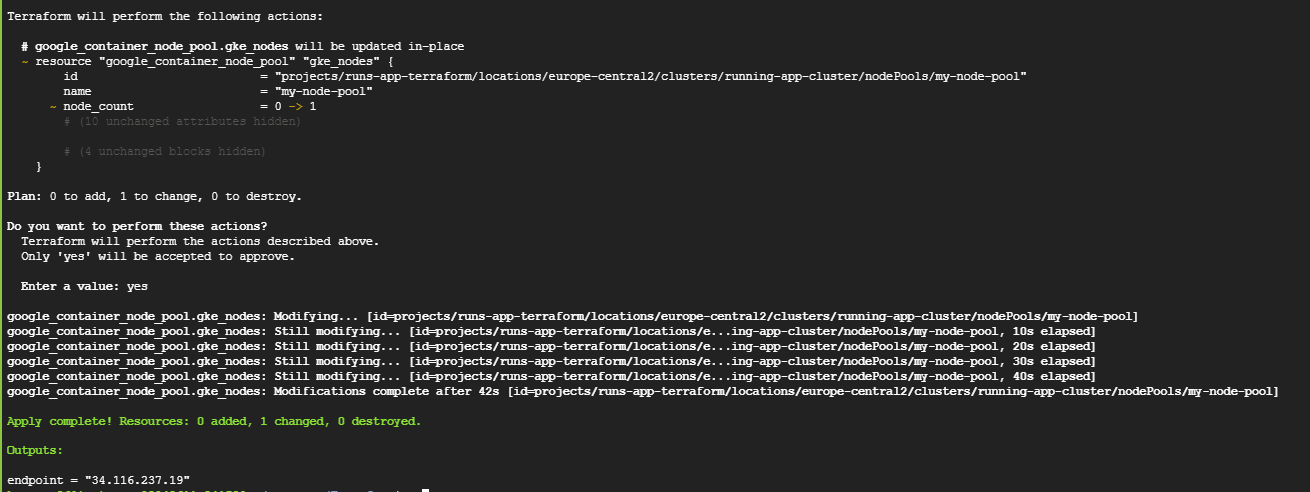 Terraform will perform the following actions:
# google_container_node_pool.gke_nodes will be updated in-place
~ resource "google_container_node_pool" "gke_nodes" {
id = "projects/runs-app-terraform/locations/europe-central2/clusters/running-app-cluster/nodePools/my-node-pool"
name = "my-node-pool"
~ node_count = 0 -> 1
# (10 unchanged attributes hidden)
# (4 unchanged blocks hidden)
}
Plan: 0 to add, 1 to change, 0 to destroy.
Do you want to perform these actions?
Terraform will perform the actions described above.
Only 'yes' will be accepted to approve.
Enter a value: yes
google_container_node_pool.gke_nodes: Modifying... [id=projects/runs-app-terraform/locations/europe-central2/clusters/running-app-cluster/nodePools/my-node-pool]
google_container_node_pool.gke_nodes: Still modifying... [id=projects/runs-app-terraform/locations/e...ing-app-cluster/nodePools/my-node-pool, 10s elapsed]
google_container_node_pool.gke_nodes: Still modifying... [id=projects/runs-app-terraform/locations/e...ing-app-cluster/nodePools/my-node-pool, 20s elapsed]
google_container_node_pool.gke_nodes: Still modifying... [id=projects/runs-app-terraform/locations/e...ing-app-cluster/nodePools/my-node-pool, 30s elapsed]
google_container_node_pool.gke_nodes: Still modifying... [id=projects/runs-app-terraform/locations/e...ing-app-cluster/nodePools/my-node-pool, 40s elapsed]
google_container_node_pool.gke_nodes: Modifications complete after 42s [id=projects/runs-app-terraform/locations/europe-central2/clusters/running-app-cluster/nodePools/my-node-pool]
Apply complete! Resources: 0 added, 1 changed, 0 destroyed.
Outputs:
endpoint = "34.116.237.19"